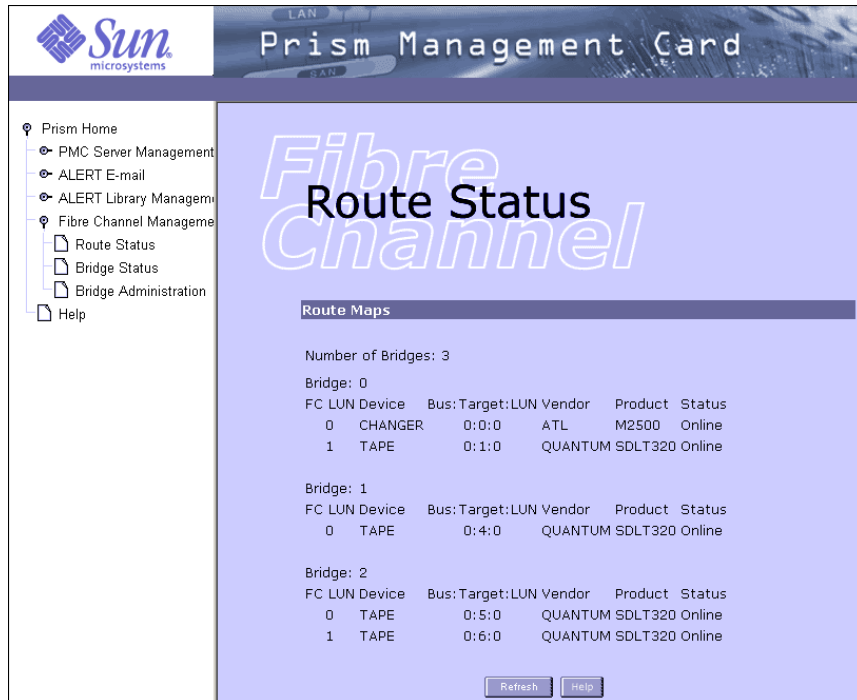 Sun
microsystems
LAN
Prism Management Card
SAN
Prism Home
PMC Server Management
ALERT E-mail
ALERT Library Managem
Fibre Channel Manageme
Route Status
Bridge Status
Bridge Administration
Help
Fibre
Channel
Route Status
Route Maps
Number of Bridges: 3
Bridge: 0
FC LUN Device Bus:Target:LUN Vendor Product Status
0 CHANGER 0:0:0 ATL M2500 Online
1 TAPE 0:1:0 QUANTUM SDLT320 Online
Bridge: 1
FC LUN Device Bus:Target:LUN Vendor Product Status
0 TAPE 0:4:0 QUANTUM SDLT320 Online
Bridge: 2
FC LUN Device Bus:Target:LUN Vendor Product Status
0 TAPE 0:5:0 QUANTUM SDLT320 Online
1 TAPE 0:6:0 QUANTUM SDLT320 Online
Refresh Help